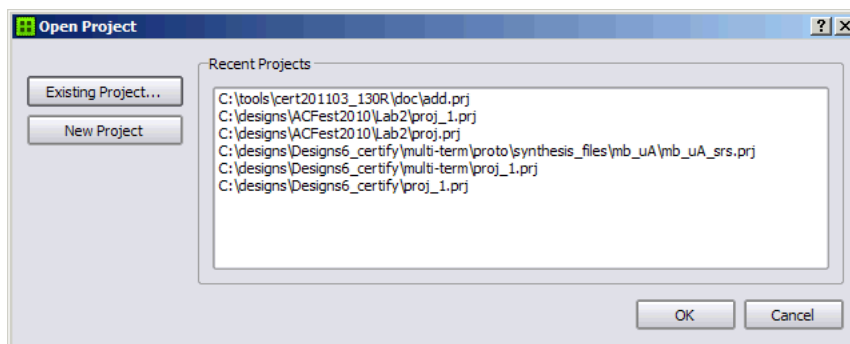 Open Project
Recent Projects
Existing Project...
New Project
C:\tools\cert201103_130R\doc\add.prj
C:\designs\ACFest2010\Lab2\proj_1.prj
C:\designs\ACFest2010\Lab2\proj.prj
C:\designs\Designs6_certify\multi-term\proto\synthesis_files\mb_uA\mb_uA_srs.prj
C:\designs\Designs6_certify\multi-term\proj_1.prj
C:\designs\Designs6_certify\proj_1.prj
OK
Cancel